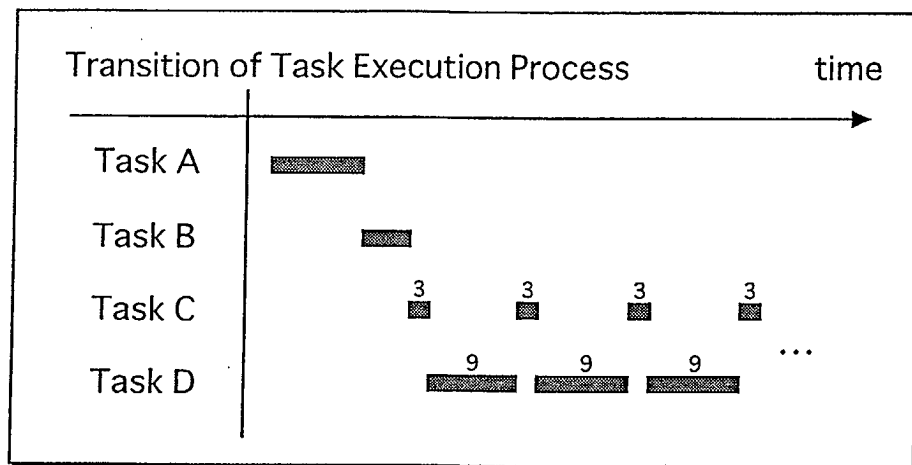 Transition of Task Execution Process time
Task A
Task B
3 3 3 3
Task C
...
9 9 9
Task D